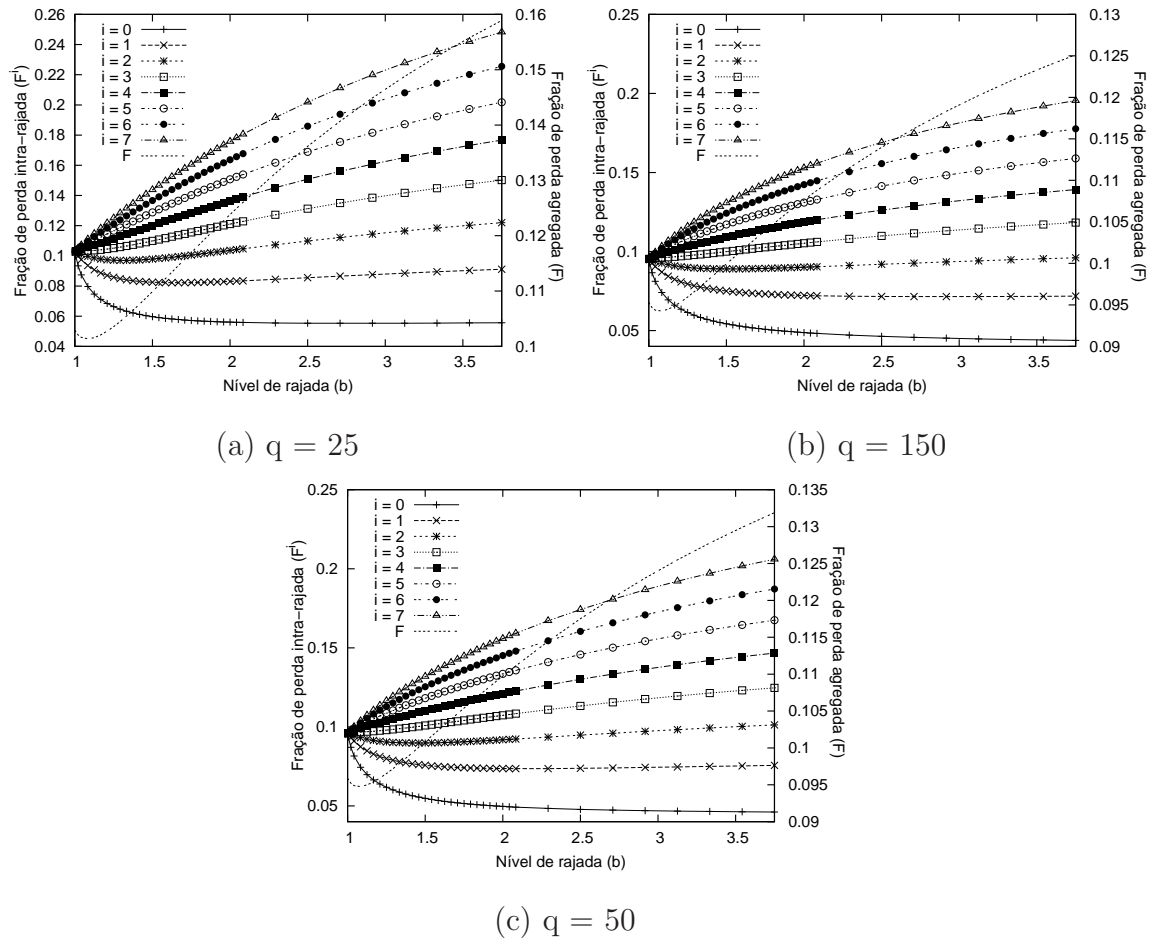 0.26
0.24
0.22
0.2
0.18
0.16
0.14
0.12
0.1
0.08
0.06
0.04
Fração de perda intra-rajada (F^i)
i = 0
i = 1
i = 2
i = 3
i = 4
i = 5
i = 6
i = 7
F
0.16
0.15
0.14
0.13
0.12
0.11
0.1
Fração de perda agregada (F)
1 1.5 2 2.5 3 3.5
Nível de rajada (b)
(a) q = 25
0.25
0.2
0.15
0.1
0.05
Fração de perda intra-rajada (F^i)
i = 0
i = 1
i = 2
i = 3
i = 4
i = 5
i = 6
i = 7
F
0.13
0.125
0.12
0.115
0.11
0.105
0.1
0.095
0.09
Fração de perda agregada (F)
1 1.5 2 2.5 3 3.5
Nível de rajada (b)
(b) q = 150
0.25
0.2
0.15
0.1
0.05
Fração de perda intra-rajada (F^i)
i = 0
i = 1
i = 2
i = 3
i = 4
i = 5
i = 6
i = 7
F
0.135
0.13
0.125
0.12
0.115
0.11
0.105
0.1
0.095
0.09
Fração de perda agregada (F)
1 1.5 2 2.5 3 3.5
Nível de rajada (b)
(c) q = 50